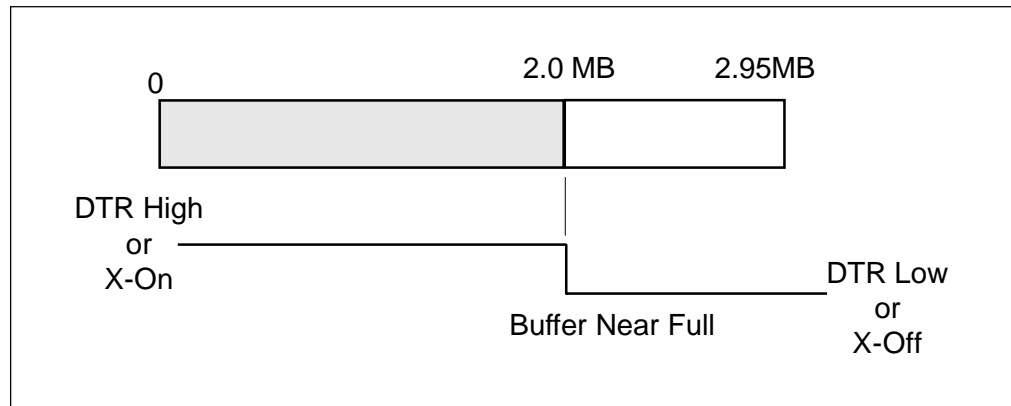 0
2.0 MB
2.95MB
DTR High
or
X-On
DTR Low
or
X-Off
Buffer Near Full